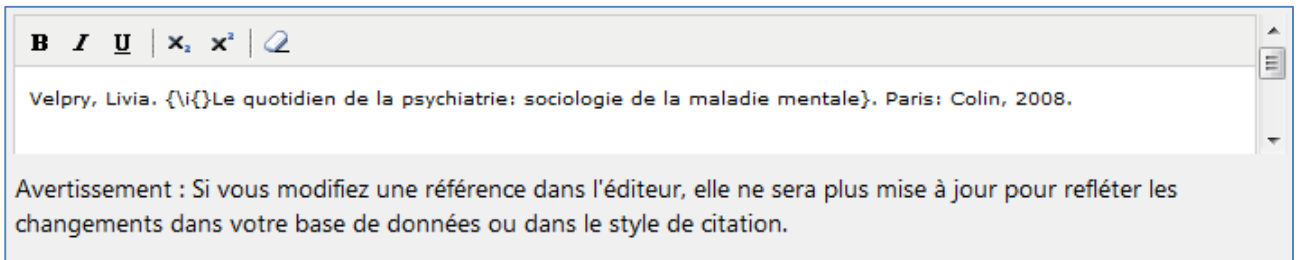 B I U x₂ x²
Velpry, Livia. {\i{}Le quotidien de la psychiatrie: sociologie de la maladie mentale}. Paris: Colin, 2008.
Avertissement : Si vous modifiez une référence dans l'éditeur, elle ne sera plus mise à jour pour refléter les
changements dans votre base de données ou dans le style de citation.